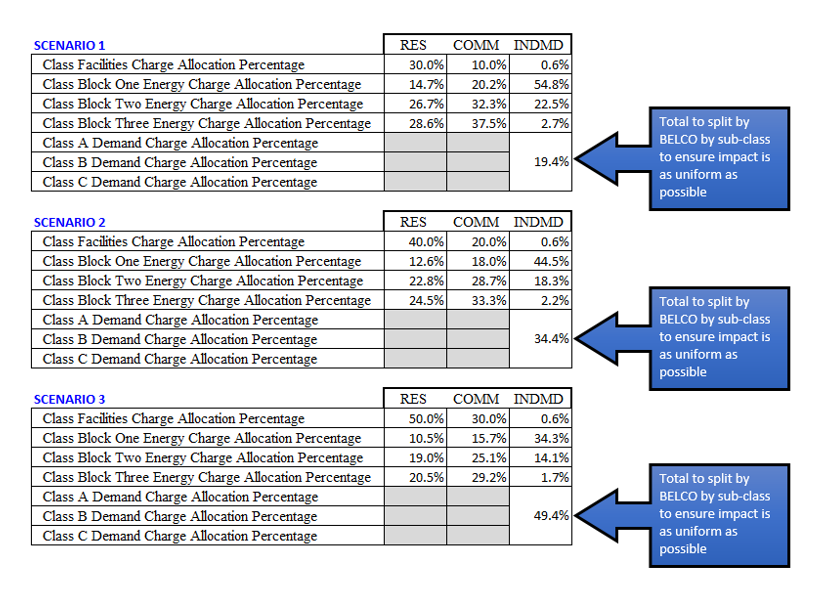 SCENARIO 1 RES COMM INDMD
Class Facilities Charge Allocation Percentage 30.0% 10.0% 0.6%
Class Block One Energy Charge Allocation Percentage 14.7% 20.2% 54.8%
Class Block Two Energy Charge Allocation Percentage 26.7% 32.3% 22.5%
Class Block Three Energy Charge Allocation Percentage 28.6% 37.5% 2.7%
Class A Demand Charge Allocation Percentage
Class B Demand Charge Allocation Percentage 19.4%
Class C Demand Charge Allocation Percentage
Total to split by
BELCO by sub-class
to ensure impact is
as uniform as
possible
SCENARIO 2 RES COMM INDMD
Class Facilities Charge Allocation Percentage 40.0% 20.0% 0.6%
Class Block One Energy Charge Allocation Percentage 12.6% 18.0% 44.5%
Class Block Two Energy Charge Allocation Percentage 22.8% 28.7% 18.3%
Class Block Three Energy Charge Allocation Percentage 24.5% 33.3% 2.2%
Class A Demand Charge Allocation Percentage
Class B Demand Charge Allocation Percentage 34.4%
Class C Demand Charge Allocation Percentage
Total to split by
BELCO by sub-class
to ensure impact is
as uniform as
possible
SCENARIO 3 RES COMM INDMD
Class Facilities Charge Allocation Percentage 50.0% 30.0% 0.6%
Class Block One Energy Charge Allocation Percentage 10.5% 15.7% 34.3%
Class Block Two Energy Charge Allocation Percentage 19.0% 25.1% 14.1%
Class Block Three Energy Charge Allocation Percentage 20.5% 29.2% 1.7%
Class A Demand Charge Allocation Percentage
Class B Demand Charge Allocation Percentage 49.4%
Class C Demand Charge Allocation Percentage
Total to split by
BELCO by sub-class
to ensure impact is
as uniform as
possible